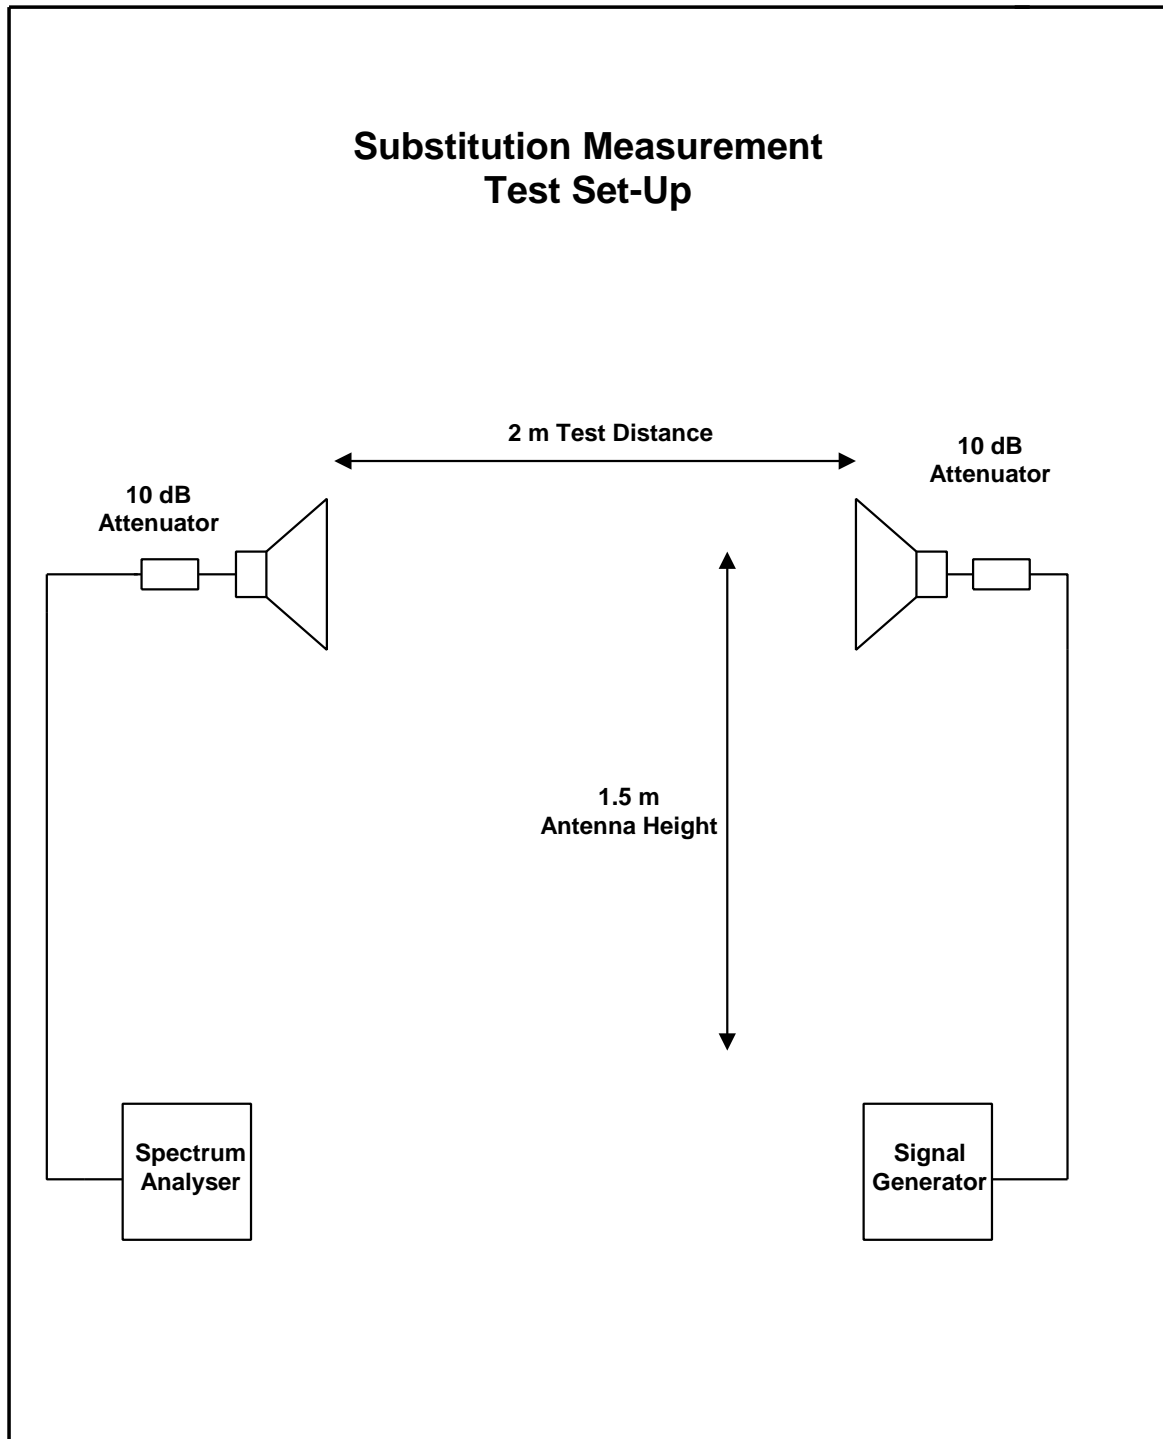 Substitution Measurement
Test Set-Up
2 m Test Distance
10 dB
Attenuator
10 dB
Attenuator
1.5 m
Antenna Height
Spectrum
Analyser
Signal
Generator